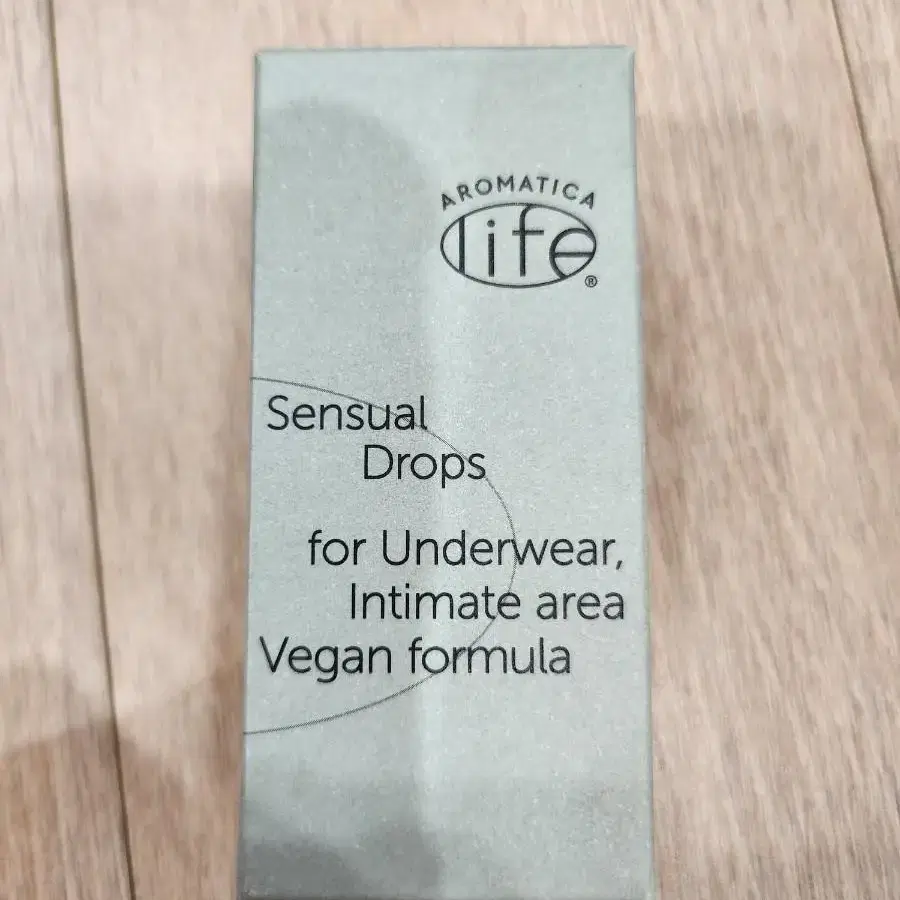 AROMATICA
life®
Sensual
Drops
for Underwear,
Intimate area
Vegan formula